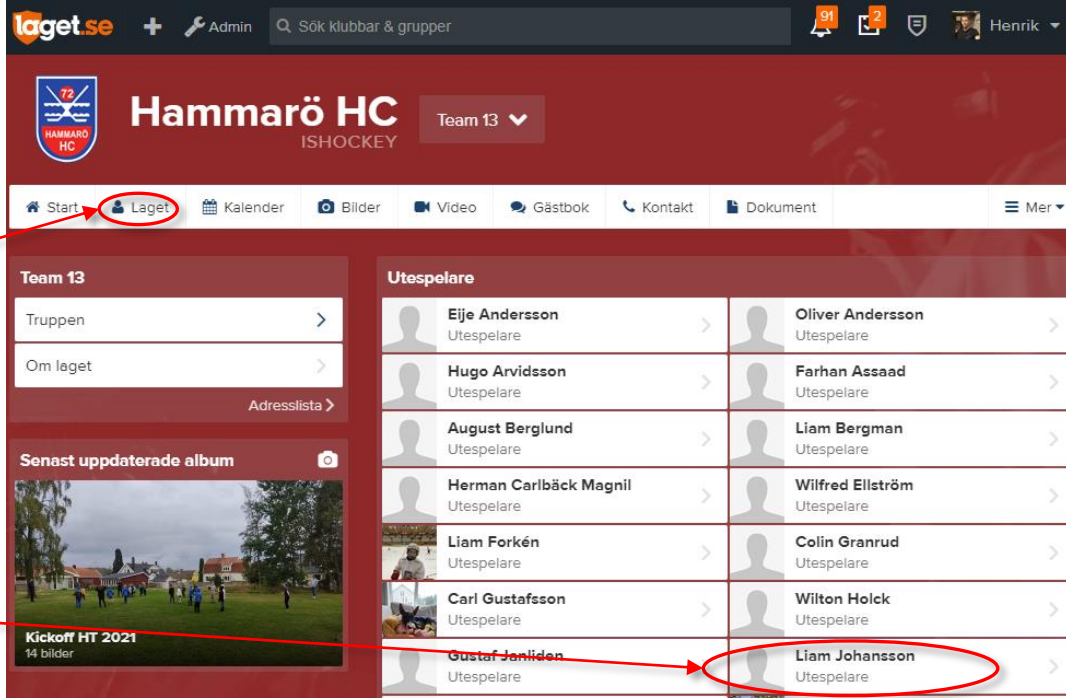 laget.se
Admin
Sök klubbar & grupper
91
2
Henrik
72
HAMMARÖ
HC
Hammarö HC
ISHOCKEY
Team 13
Start
Laget
Kalender
Bilder
Video
Gästbok
Kontakt
Dokument
Mer
Team 13
Truppen
Om laget
Adresslista
Senast uppdaterade album
Kickoff HT 2021
14 bilder
Utespelare
Eije Andersson
Utespelare
Oliver Andersson
Utespelare
Hugo Arvidsson
Utespelare
Farhan Assaad
Utespelare
August Berglund
Utespelare
Liam Bergman
Utespelare
Herman Carlbäck Magnil
Utespelare
Wilfred Ellström
Utespelare
Liam Forkén
Utespelare
Colin Granrud
Utespelare
Carl Gustafsson
Utespelare
Wilton Holck
Utespelare
Gustaf Janliden
Utespelare
Liam Johansson
Utespelare